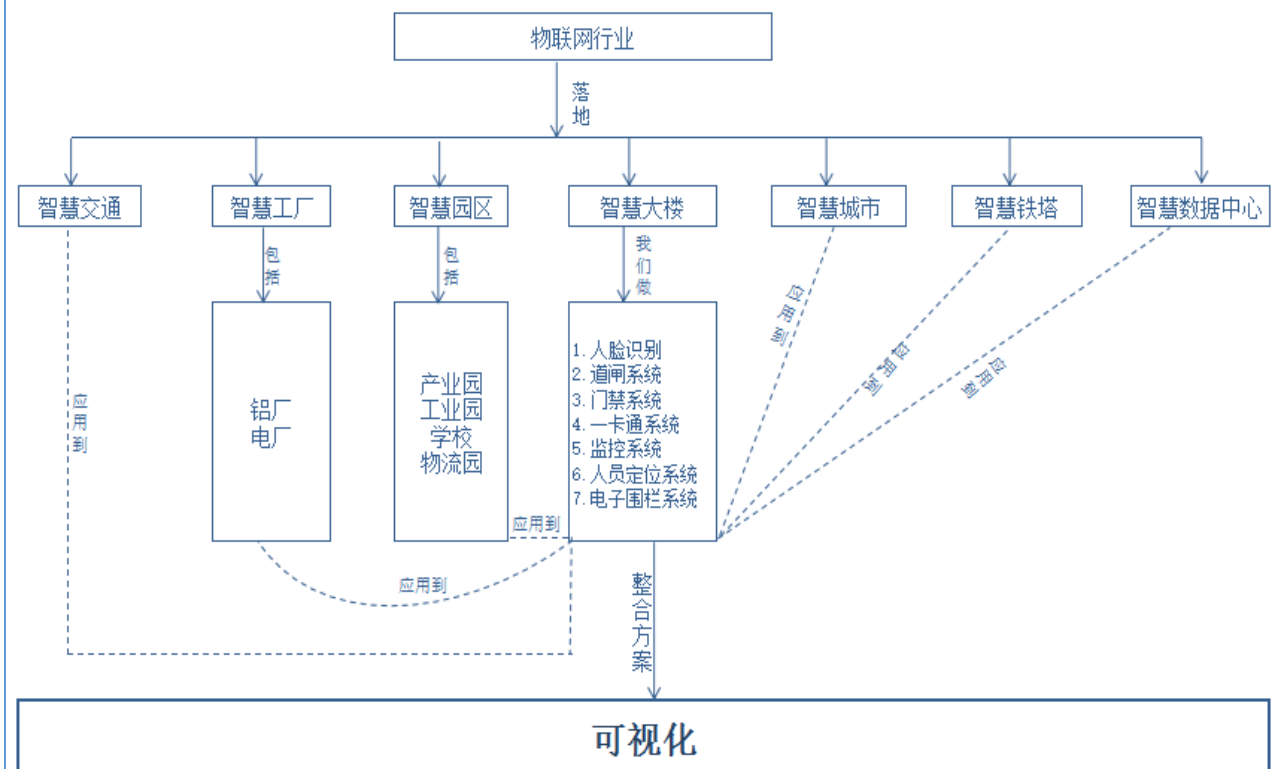 物联网行业
落
地
智慧交通
智慧工厂
智慧园区
智慧大楼
智慧城市
智慧铁塔
智慧数据中心
包
括
包
括
我
们
做
应用到
应用到
应用到
应
用
到
铝厂
电厂
产业园
工业园
学校
物流园
1.人脸识别
2.道闸系统
3.门禁系统
4.一卡通系统
5.监控系统
6.人员定位系统
7.电子围栏系统
应用到
应用到
整
合
方
案
可视化